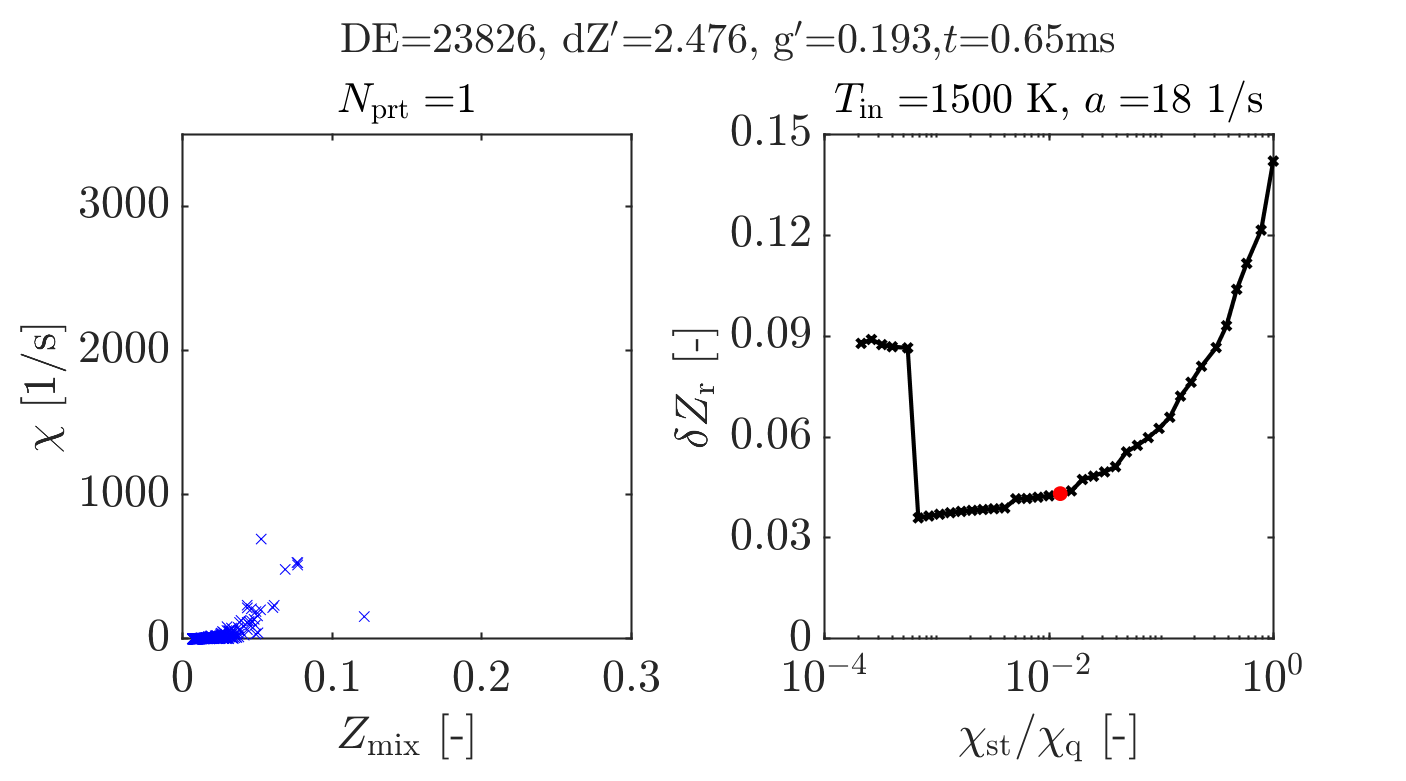 DE=23826, dZ′=2.476, g′=0.193,t=0.65ms
N_prt =1
3000
2000
1000
0
0 0.1 0.2 0.3
χ [1/s]
Z_mix [-]
T_in =1500 K, a =18 1/s
0.15
0.12
0.09
0.06
0.03
0
10⁻⁴ 10⁻² 10⁰
δZ_r [-]
χ_st/χ_q [-]